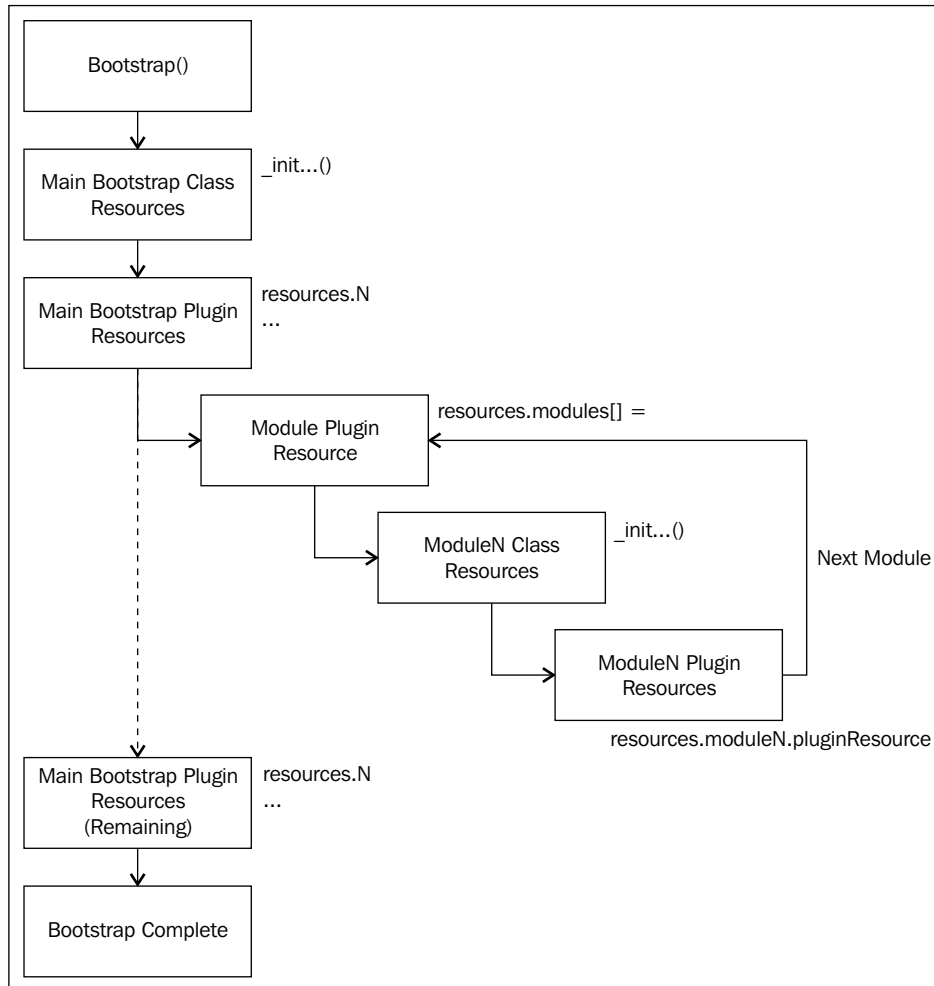 Bootstrap()
Main Bootstrap Class
Resources
_init...()
Main Bootstrap Plugin
Resources
resources.N
...
Module Plugin
Resource
resources.modules[] =
ModuleN Class
Resources
_init...()
Next Module
ModuleN Plugin
Resources
resources.moduleN.pluginResource
Main Bootstrap Plugin
Resources
(Remaining)
resources.N
...
Bootstrap Complete